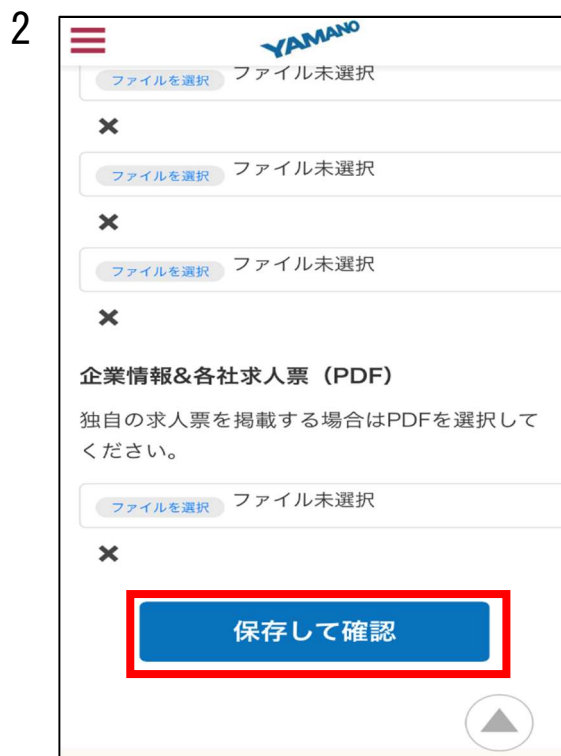 2
YAMANO
ファイルを選択 ファイル未選択
ファイルを選択 ファイル未選択
ファイルを選択 ファイル未選択
企業情報&各社求人票（PDF）
独自の求人票を掲載する場合はPDFを選択して
ください。
ファイルを選択 ファイル未選択
保存して確認